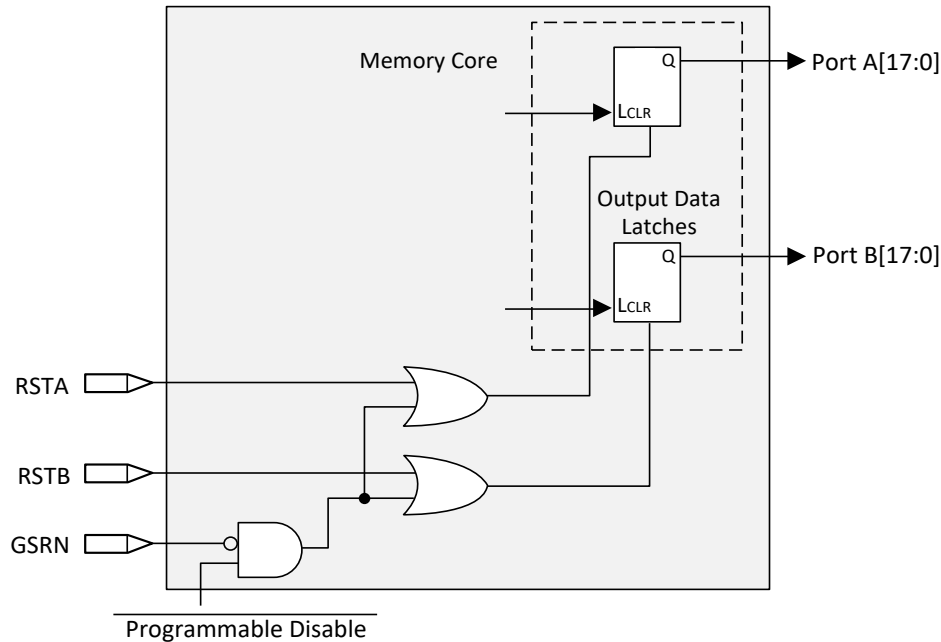 Memory Core
Q
Port A[17:0]
LCLR
Output Data
Latches
Q
Port B[17:0]
LCLR
RSTA
RSTB
GSRN
Programmable Disable